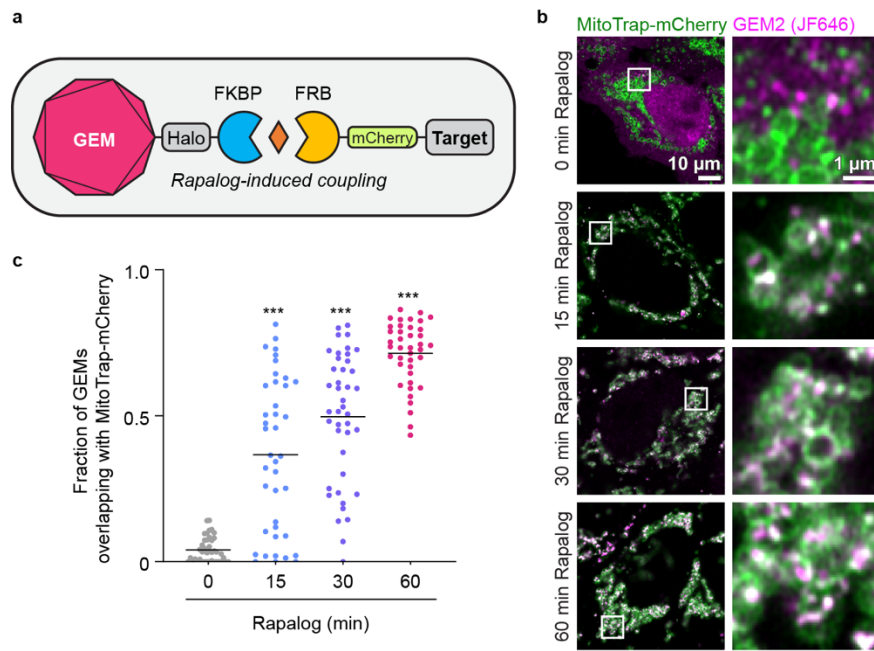 a
GEM
Halo
FKBP
FRB
mCherry
Target
Rapalog-induced coupling
b
MitoTrap-mCherry GEM2 (JF646)
0 min Rapalog
10 µm
1 µm
15 min Rapalog
30 min Rapalog
60 min Rapalog
c
Fraction of GEMs
overlapping with MitoTrap-mCherry
1.0
0.5
0
***
***
***
0 15 30 60
Rapalog (min)